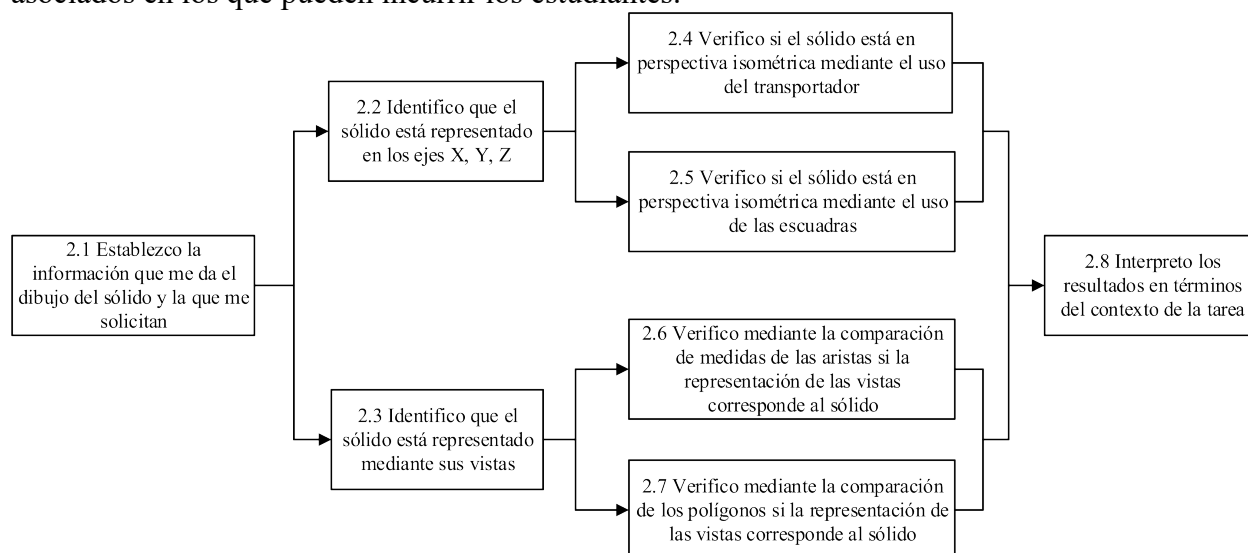 asociados en los que pueden incurrir los estudiantes.
2.4 Verifico si el sólido está en
perspectiva isométrica mediante el uso
del transportador
2.2 Identifico que el
sólido está representado
en los ejes X, Y, Z
2.5 Verifico si el sólido está en
perspectiva isométrica mediante el uso
de las escuadras
2.1 Establezco la
información que me da el
dibujo del sólido y la que me
solicitan
2.8 Interpreto los
resultados en términos
del contexto de la tarea
2.6 Verifico mediante la comparación
de medidas de las aristas si la
representación de las vistas
corresponde al sólido
2.3 Identifico que el
sólido está representado
mediante sus vistas
2.7 Verifico mediante la comparación
de los polígonos si la representación de
las vistas corresponde al sólido